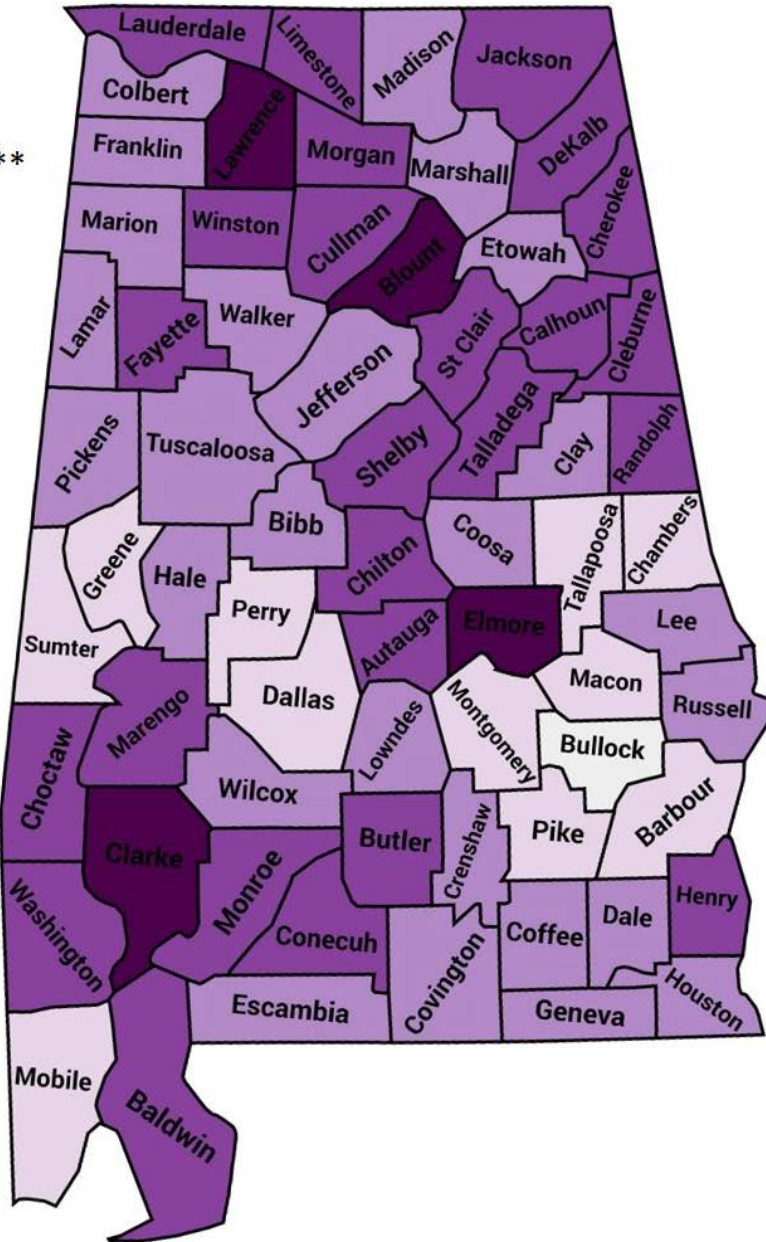 Lauderdale
Limestone
Madison
Jackson
Colbert
Lawrence
**
Franklin
Morgan
Marshall
DeKalb
Cherokee
Marion
Winston
Cullman
Blount
Etowah
Lamar
Fayette
Walker
Jefferson
St Clair
Calhoun
Cleburne
Pickens
Tuscaloosa
Shelby
Talladega
Clay
Randolph
Bibb
Coosa
Tallapoosa
Chambers
Greene
Hale
Perry
Chilton
Autauga
Elmore
Lee
Sumter
Marengo
Dallas
Lowndes
Montgomery
Macon
Russell
Bullock
Choctaw
Wilcox
Butler
Crenshaw
Pike
Barbour
Clarke
Monroe
Henry
Washington
Conecuh
Covington
Coffee
Dale
Houston
Escambia
Geneva
Mobile
Baldwin